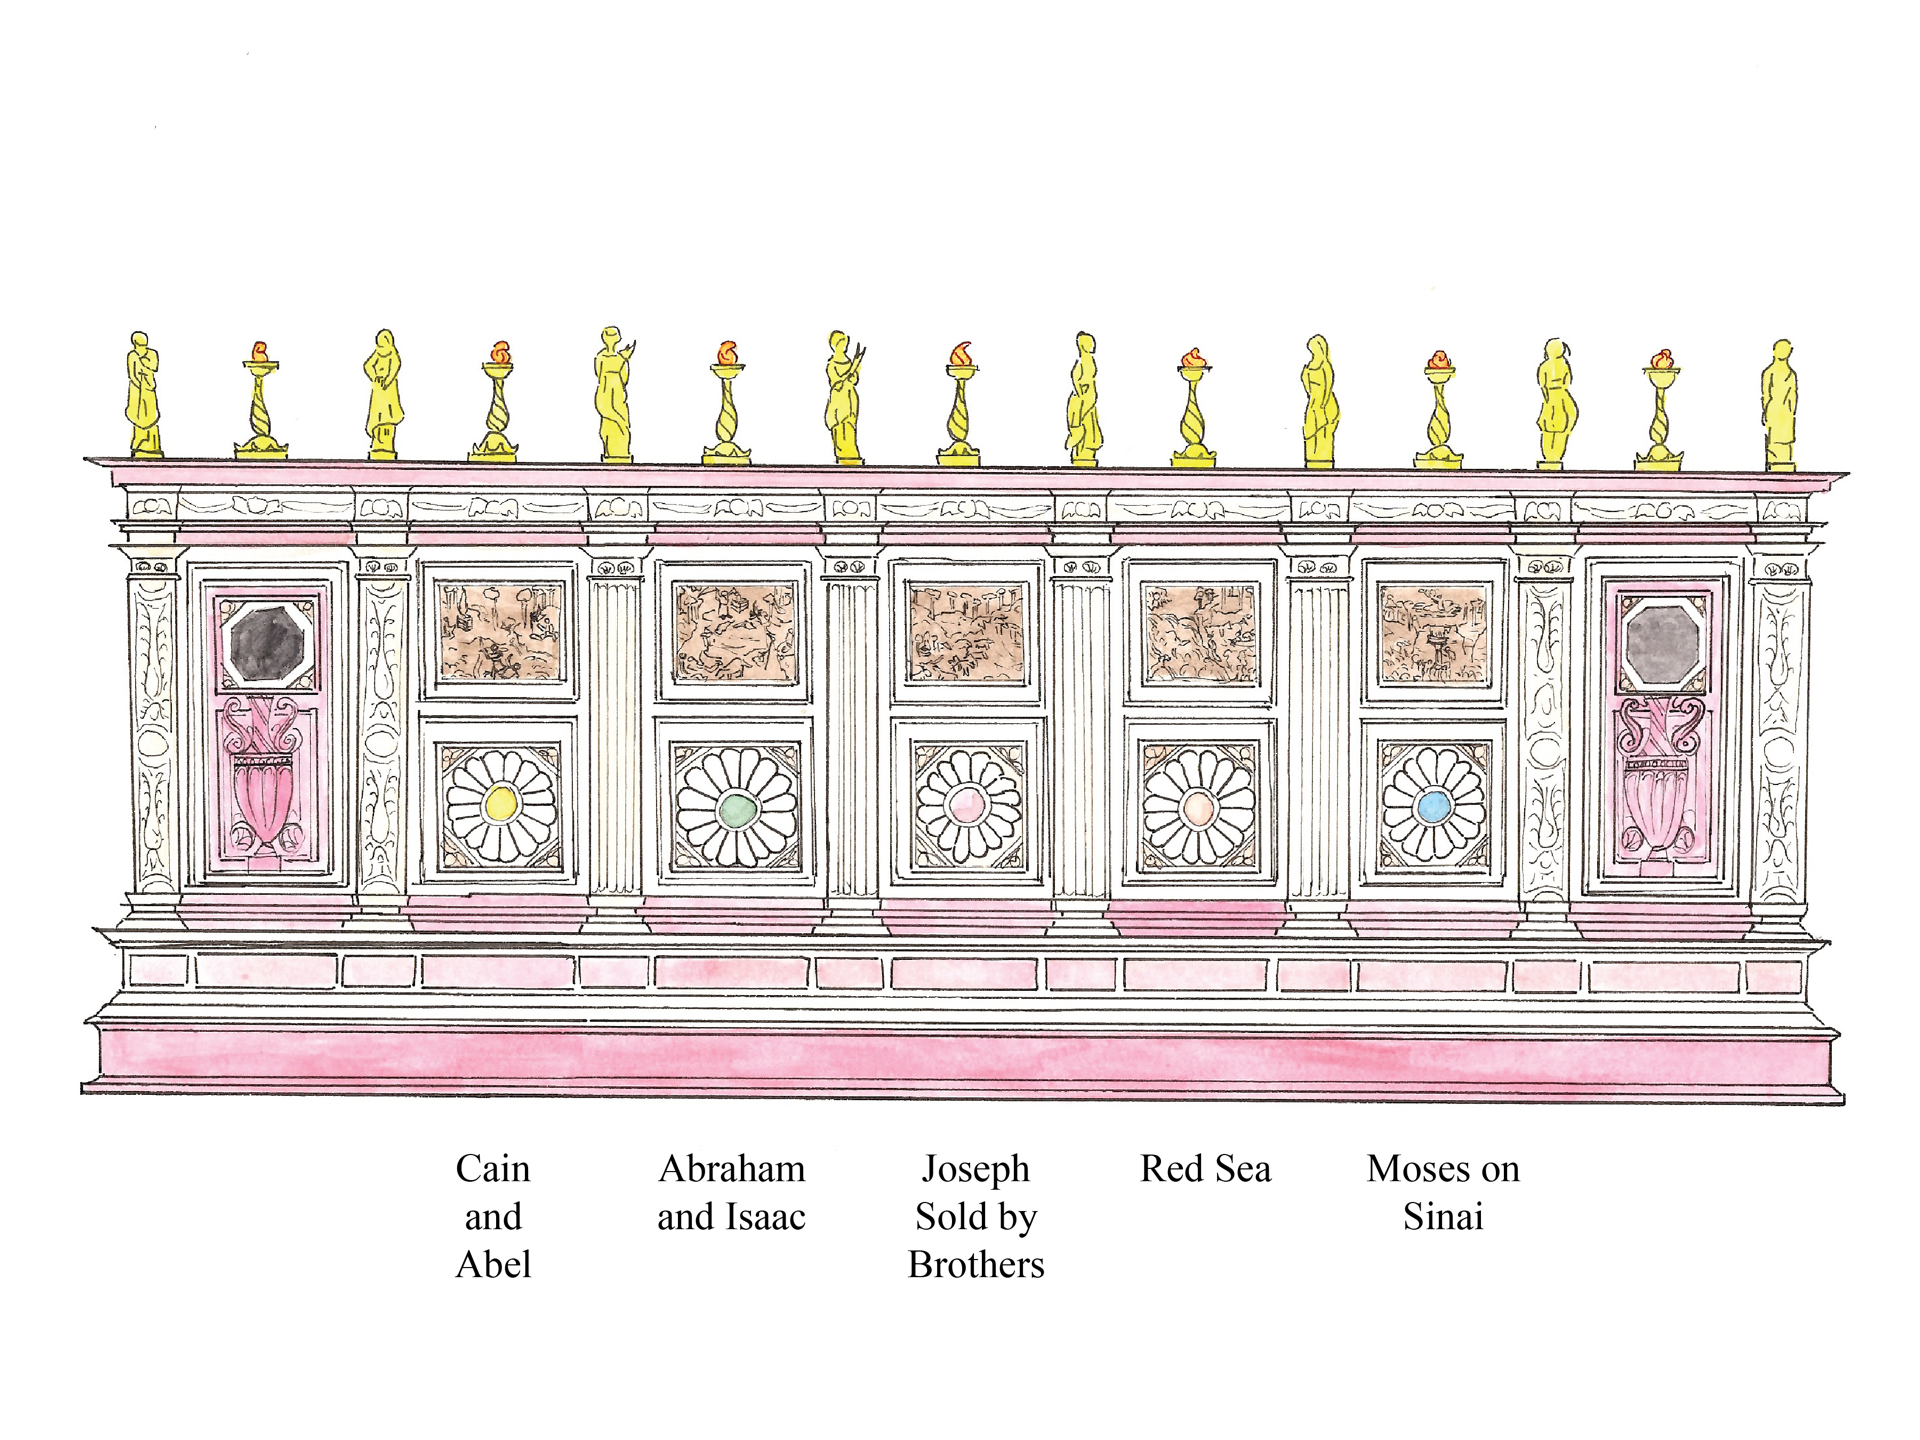 Cain
and
Abel
Abraham
and Isaac
Joseph
Sold by
Brothers
Red Sea
Moses on
Sinai